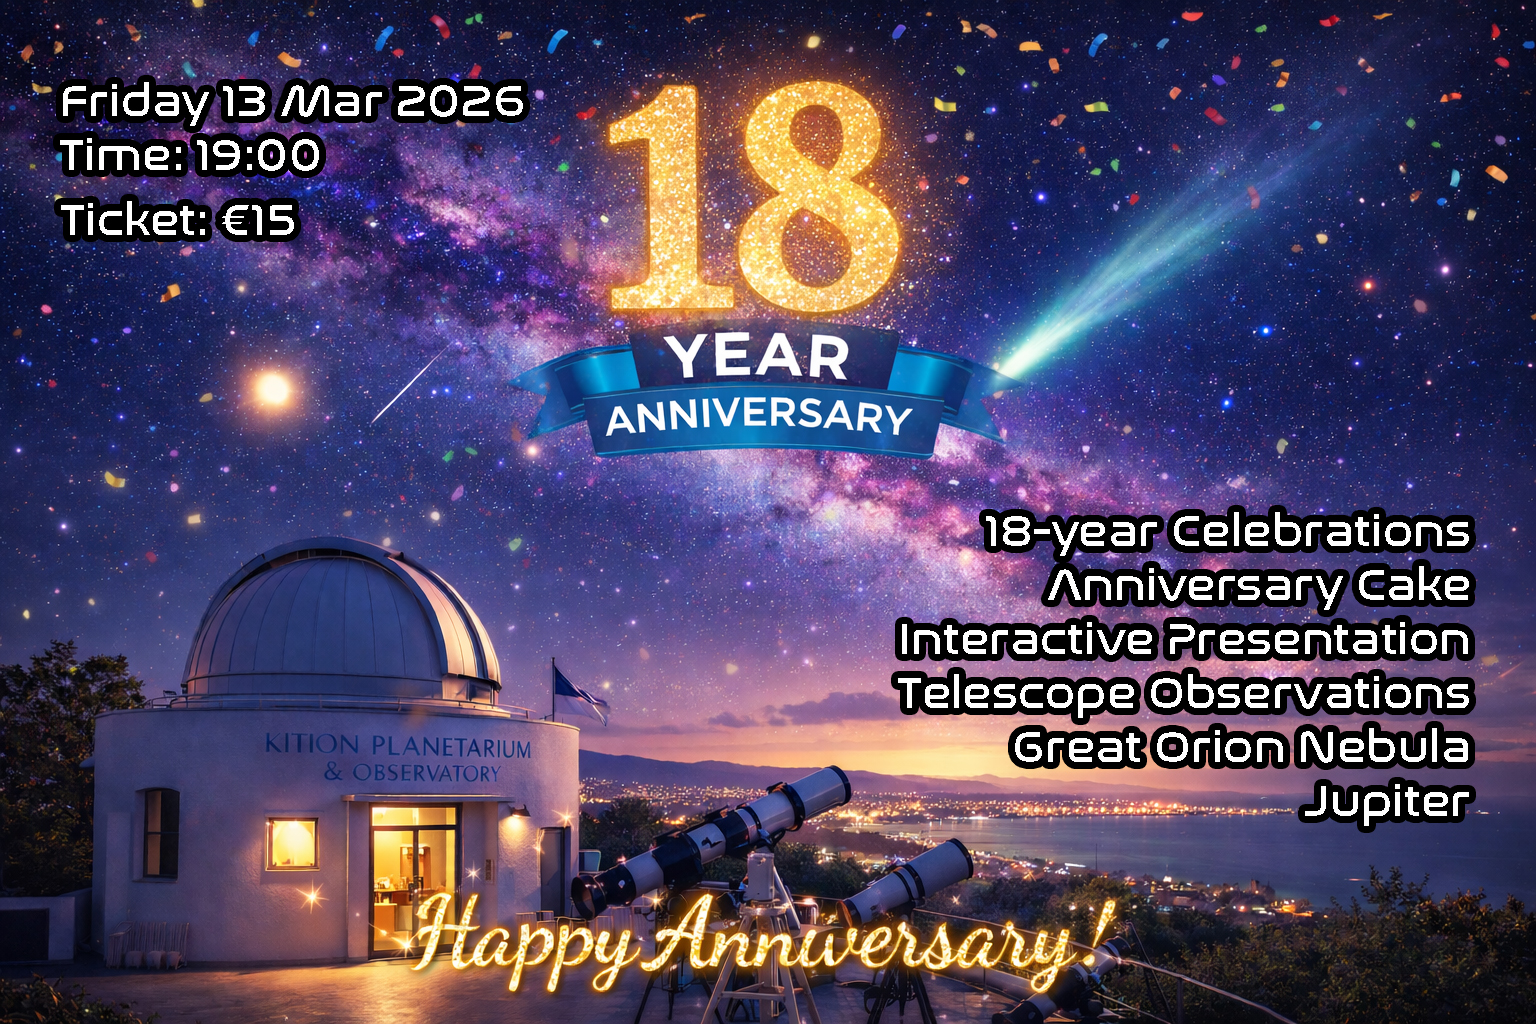 Friday 13 Mar 2026
Time: 19:00
Ticket: €15
18
YEAR
ANNIVERSARY
18-year Celebrations
Anniversary Cake
Interactive Presentation
Telescope Observations
Great Orion Nebula
Jupiter
KITION PLANETARIUM
& OBSERVATORY
Happy Anniversary!